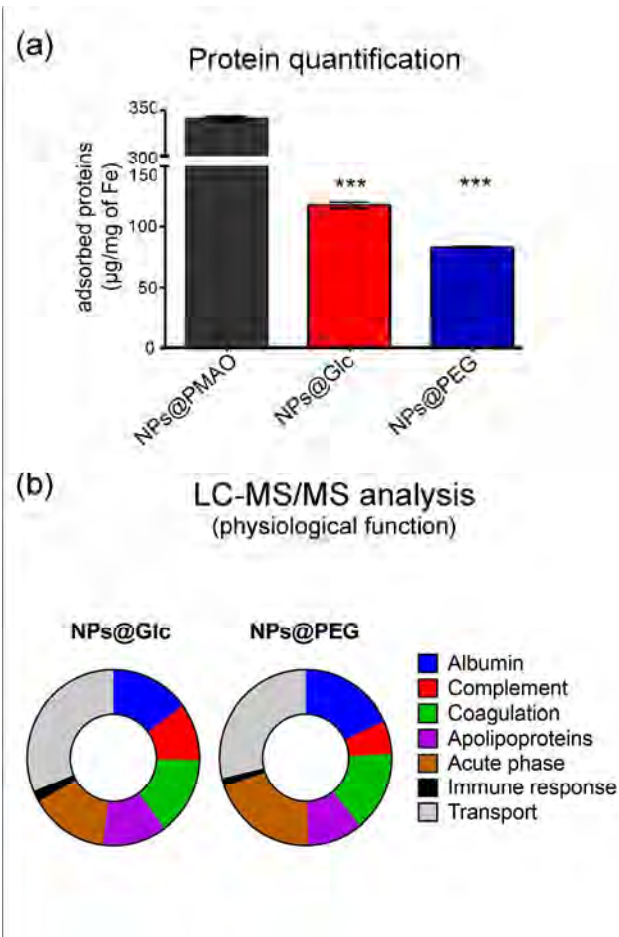 (a)
Protein quantification
adsorbed proteins
(µg/mg of Fe)
350
300
150
100
50
0
***
***
NPs@PMAO
NPs@Glc
NPs@PEG
(b)
LC-MS/MS analysis
(physiological function)
NPs@Glc
NPs@PEG
Albumin
Complement
Coagulation
Apolipoproteins
Acute phase
Immune response
Transport